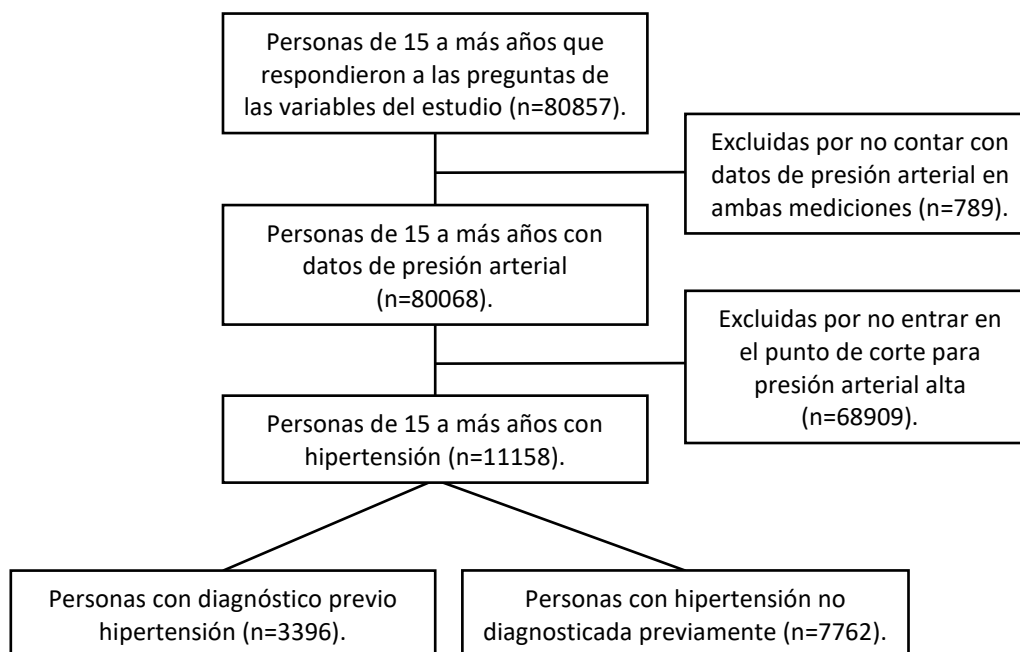 Personas de 15 a más años que
respondieron a las preguntas de
las variables del estudio (n=80857).
Excluidas por no contar con
datos de presión arterial en
ambas mediciones (n=789).
Personas de 15 a más años con
datos de presión arterial
(n=80068).
Excluidas por no entrar en
el punto de corte para
presión arterial alta
(n=68909).
Personas de 15 a más años con
hipertensión (n=11158).
Personas con diagnóstico previo
hipertensión (n=3396).
Personas con hipertensión no
diagnosticada previamente (n=7762).